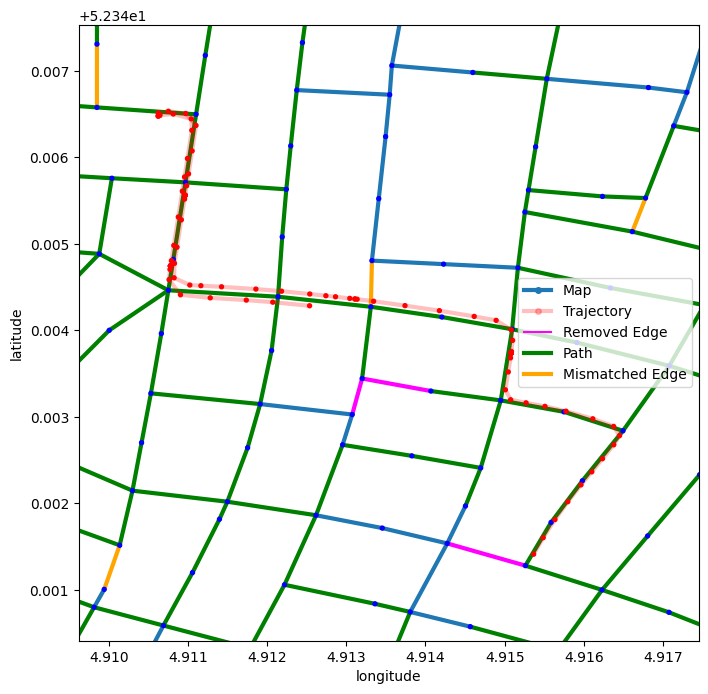 +5.234e1
0.007
0.006
0.005
0.004
0.003
0.002
0.001
latitude
Map
Trajectory
Removed Edge
Path
Mismatched Edge
4.910 4.911 4.912 4.913 4.914 4.915 4.916 4.917
longitude